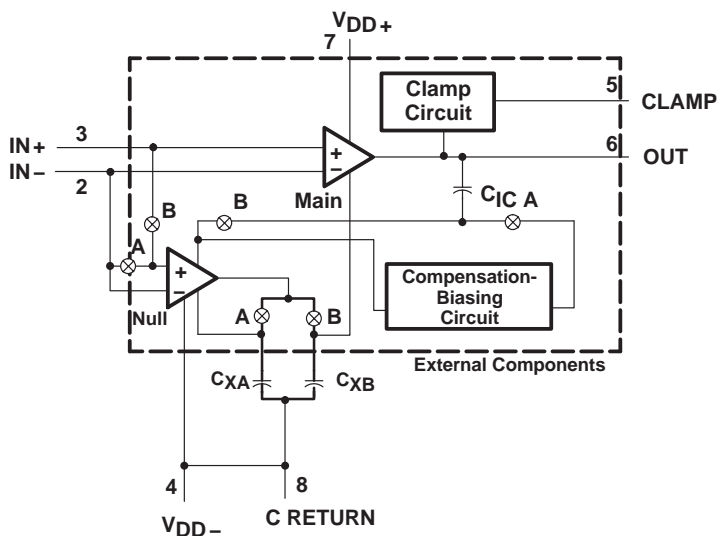 VDD+
7
Clamp
Circuit
5
CLAMP
IN+
3
6
OUT
IN−
2
+
−
Main
CIC
A
B
B
A
+
−
Null
Compensation-
Biasing
Circuit
A
B
External Components
CXA
CXB
4
8
VDD−
C RETURN